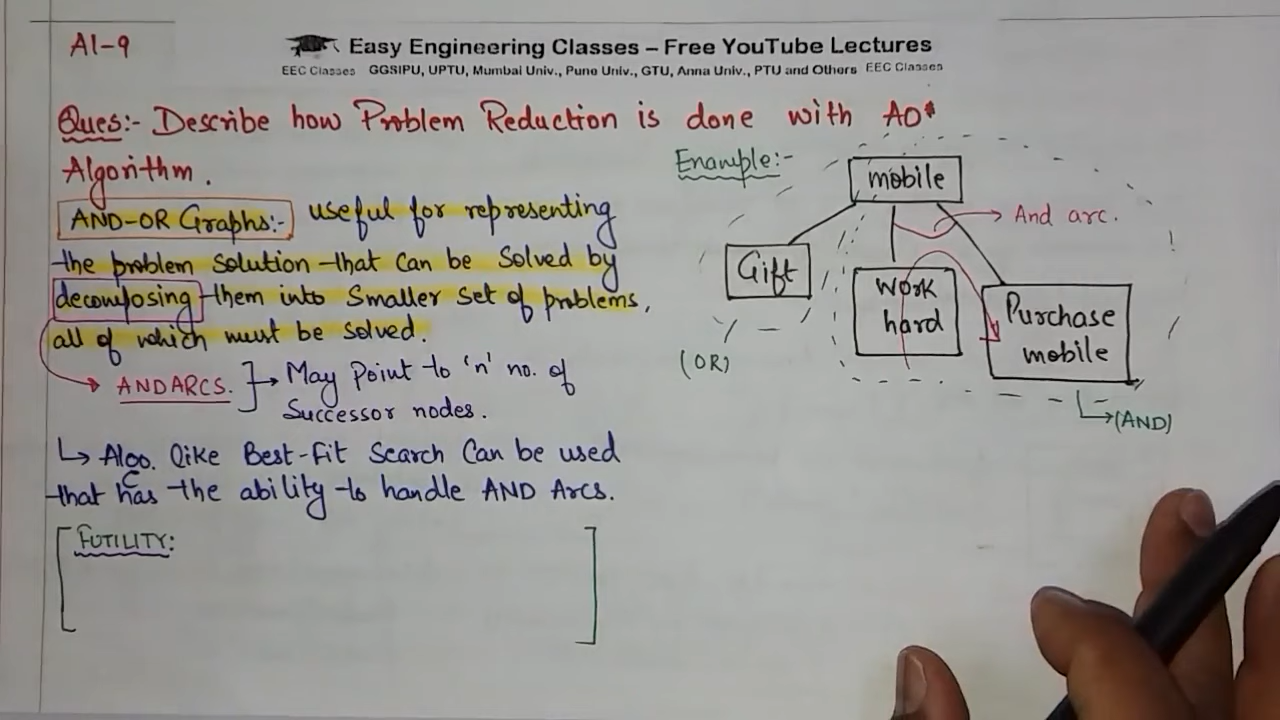 AI-9
Easy Engineering Classes – Free YouTube Lectures
EEC Classes GGSIPU, UPTU, Mumbai Univ., Pune Univ., GTU, Anna Univ., PTU and Others EEC Classes
Ques:- Describe how Problem Reduction is done with AO*
Algorithm.
AND-OR Graphs:- useful for representing
the problem solution that can be solved by
decomposing them into smaller set of problems,
all of which must be solved.
AND ARCS. → May Point to 'n' no. of
Successor nodes.
↳ Algo. like Best-Fit Search Can be used
that has the ability to handle AND Arcs.
FUTILITY:
Enample:-
mobile
And arc.
Gift
Work
hard
Purchase
mobile
(OR)
(AND)